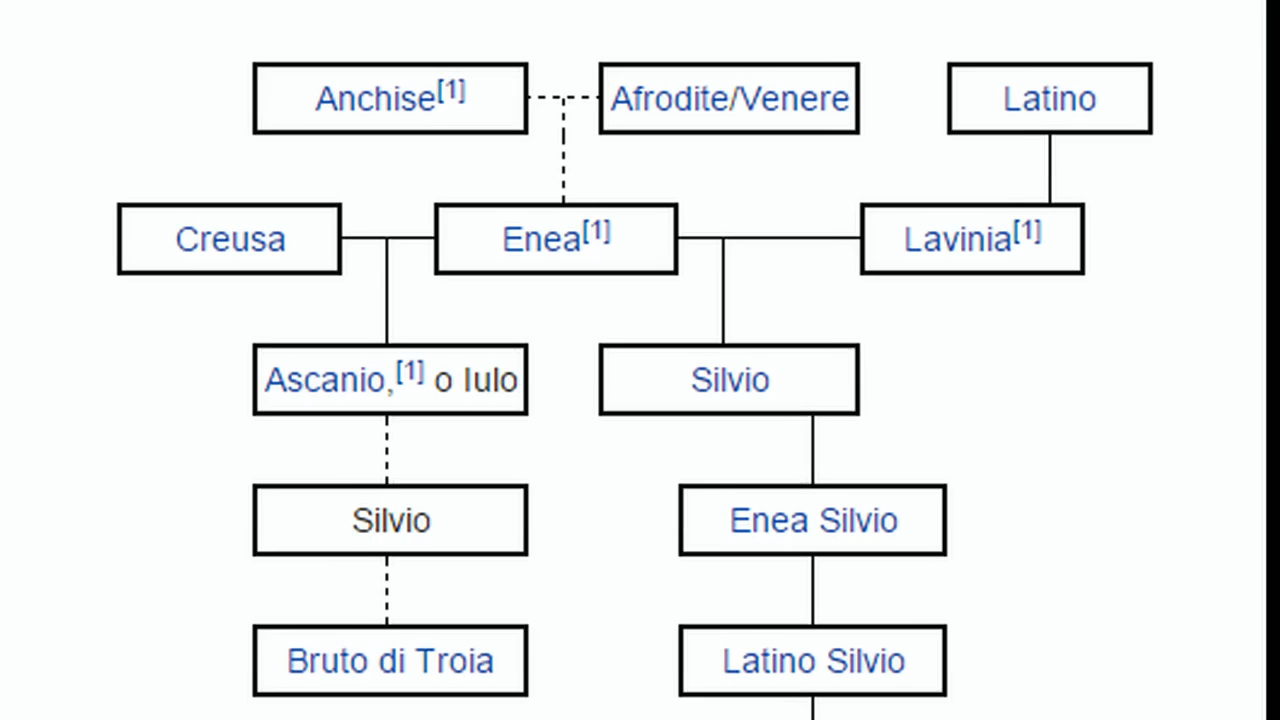 Anchise[1] Afrodite/Venere Latino
Creusa Enea[1] Lavinia[1]
Ascanio,[1] o Iulo Silvio
Silvio Enea Silvio
Bruto di Troia Latino Silvio